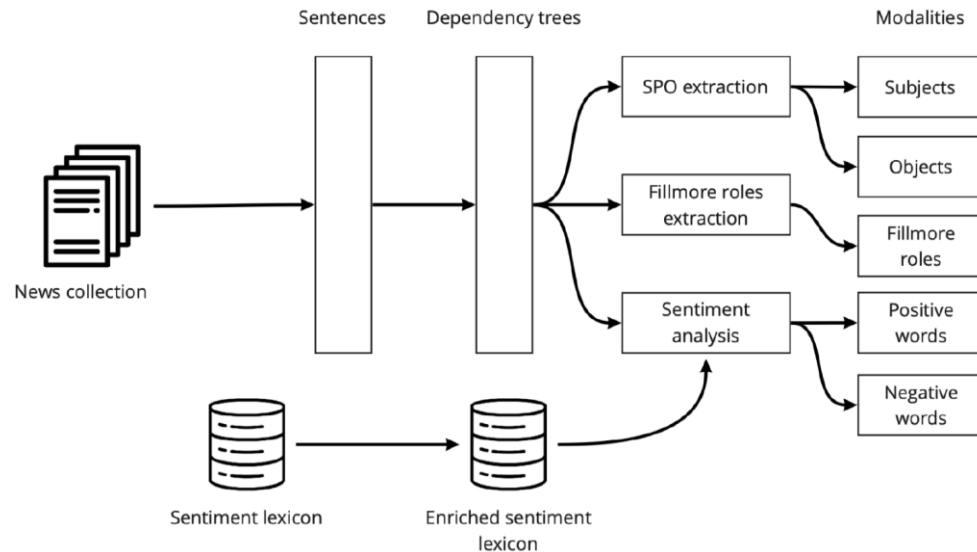 Sentences
Dependency trees
Modalities
SPO extraction
Subjects
Objects
Fillmore roles
extraction
Fillmore
roles
News collection
Sentiment
analysis
Positive
words
Negative
words
Sentiment lexicon
Enriched sentiment
lexicon